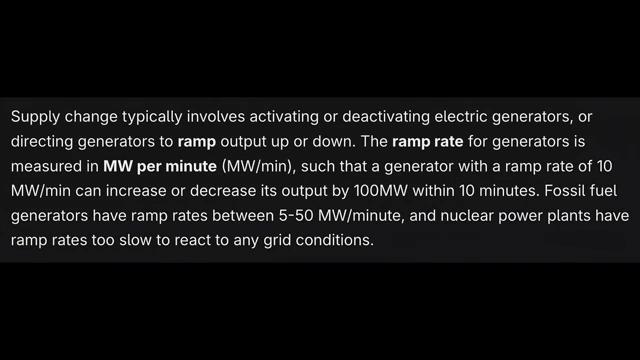 Supply change typically involves activating or deactivating electric generators, or
directing generators to ramp output up or down. The ramp rate for generators is
measured in MW per minute (MW/min), such that a generator with a ramp rate of 10
MW/min can increase or decrease its output by 100MW within 10 minutes. Fossil fuel
generators have ramp rates between 5-50 MW/minute, and nuclear power plants have
ramp rates too slow to react to any grid conditions.